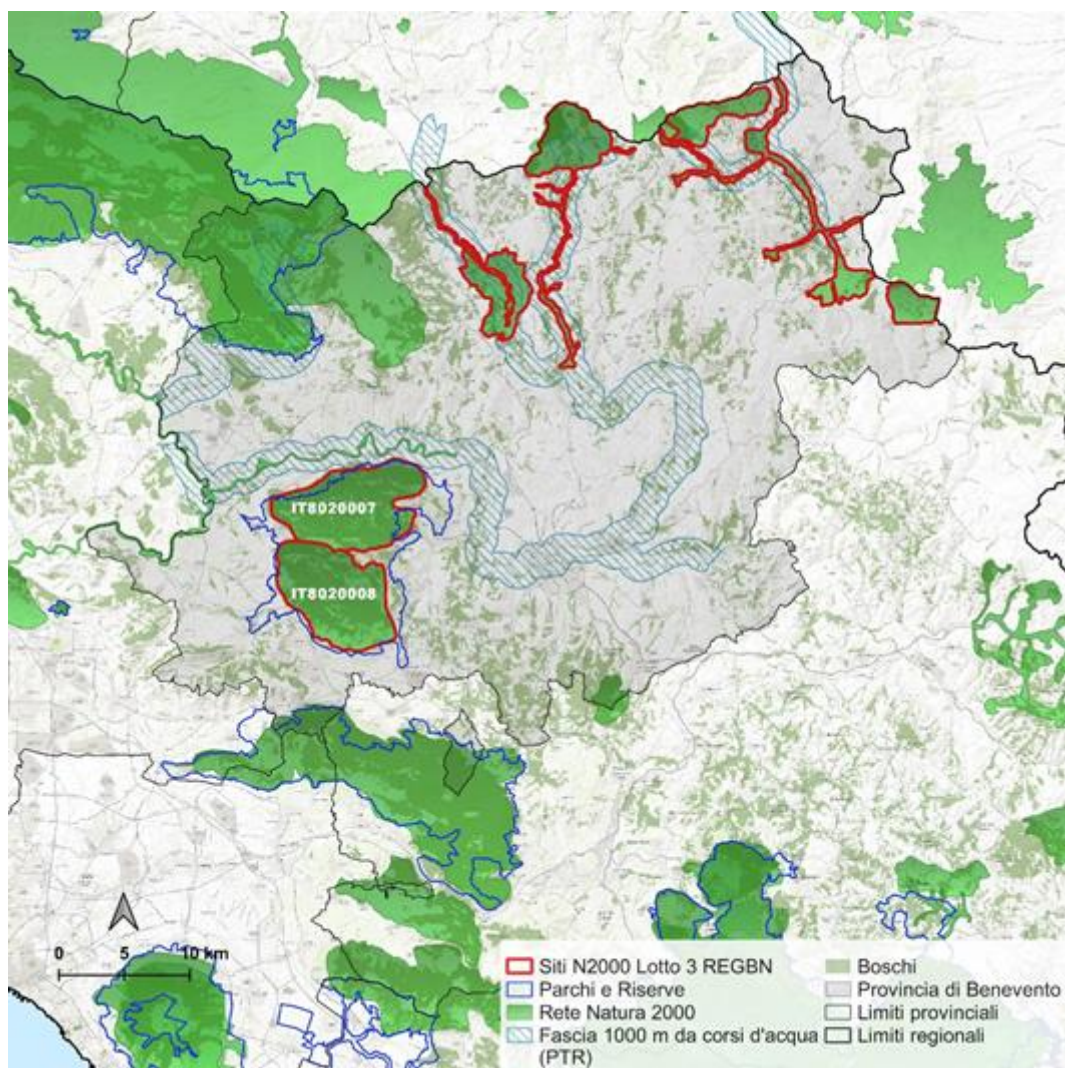 IT8020007
IT8020008
0 5 10 km
Siti N2000 Lotto 3 REGBN
Parchi e Riserve
Rete Natura 2000
Fascia 1000 m da corsi d'acqua
(PTR)
Boschi
Provincia di Benevento
Limiti provinciali
Limiti regionali